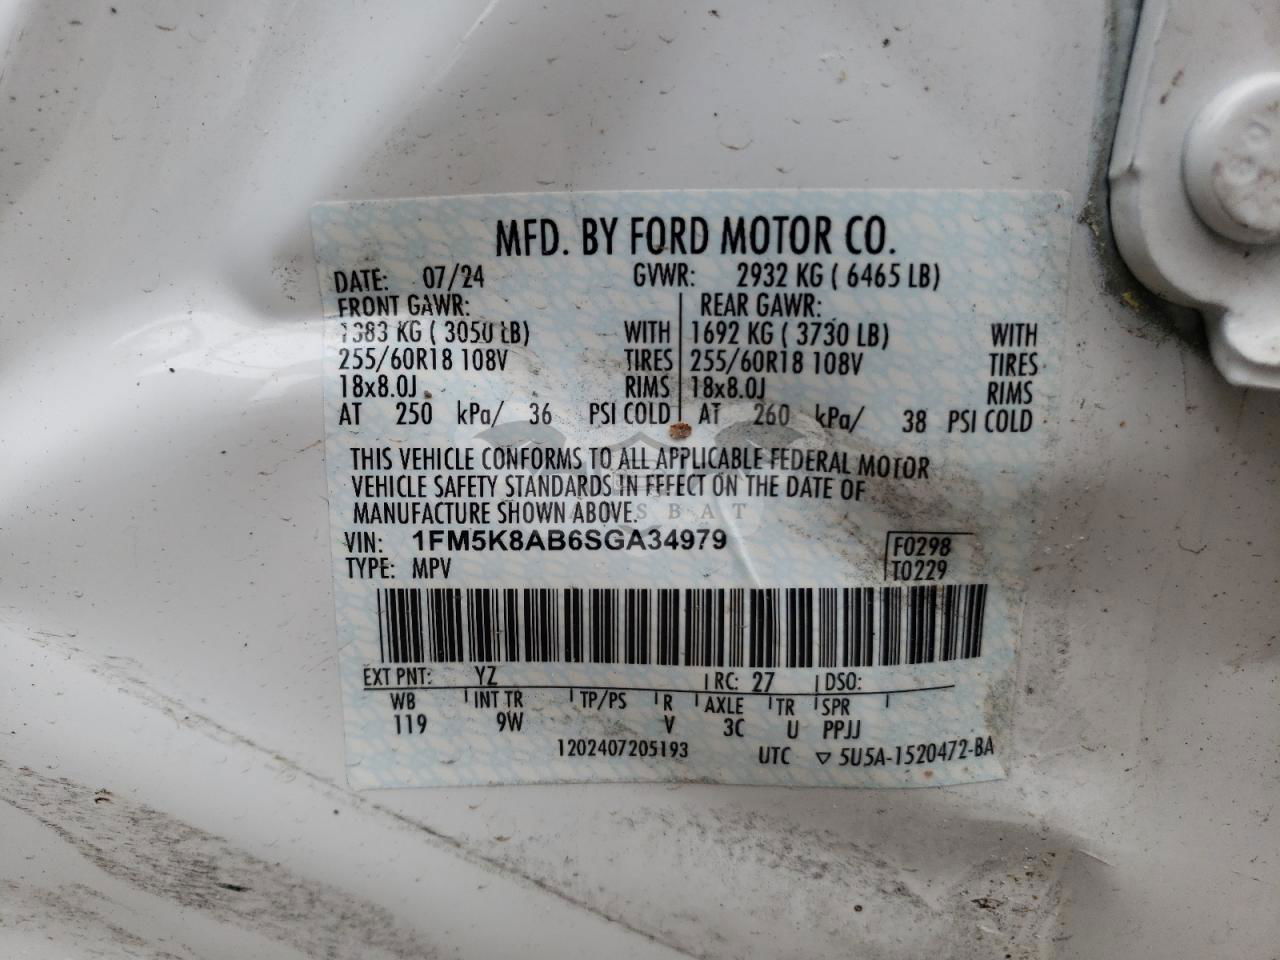 MFD. BY FORD MOTOR CO.
DATE: 07/24 GVWR: 2932 KG ( 6465 LB)
FRONT GAWR: REAR GAWR:
1383 KG ( 3050 LB) WITH 1692 KG ( 3730 LB) WITH
255/60R18 108V TIRES 255/60R18 108V TIRES
18x8.0J RIMS 18x8.0J RIMS
AT 250 kPa/ 36 PSI COLD AT 260 kPa/ 38 PSI COLD
THIS VEHICLE CONFORMS TO ALL APPLICABLE FEDERAL MOTOR
VEHICLE SAFETY STANDARDS IN EFFECT ON THE DATE OF
MANUFACTURE SHOWN ABOVE.
VIN: 1FM5K8AB6SGA34979 F0298
TYPE: MPV T0229
EXT PNT: YZ RC: 27 DSO:
WB INT TR TP/PS R AXLE TR SPR
119 9W V 3C U PPJJ
1202407205193 UTC ▽ 5U5A-1520472-BA